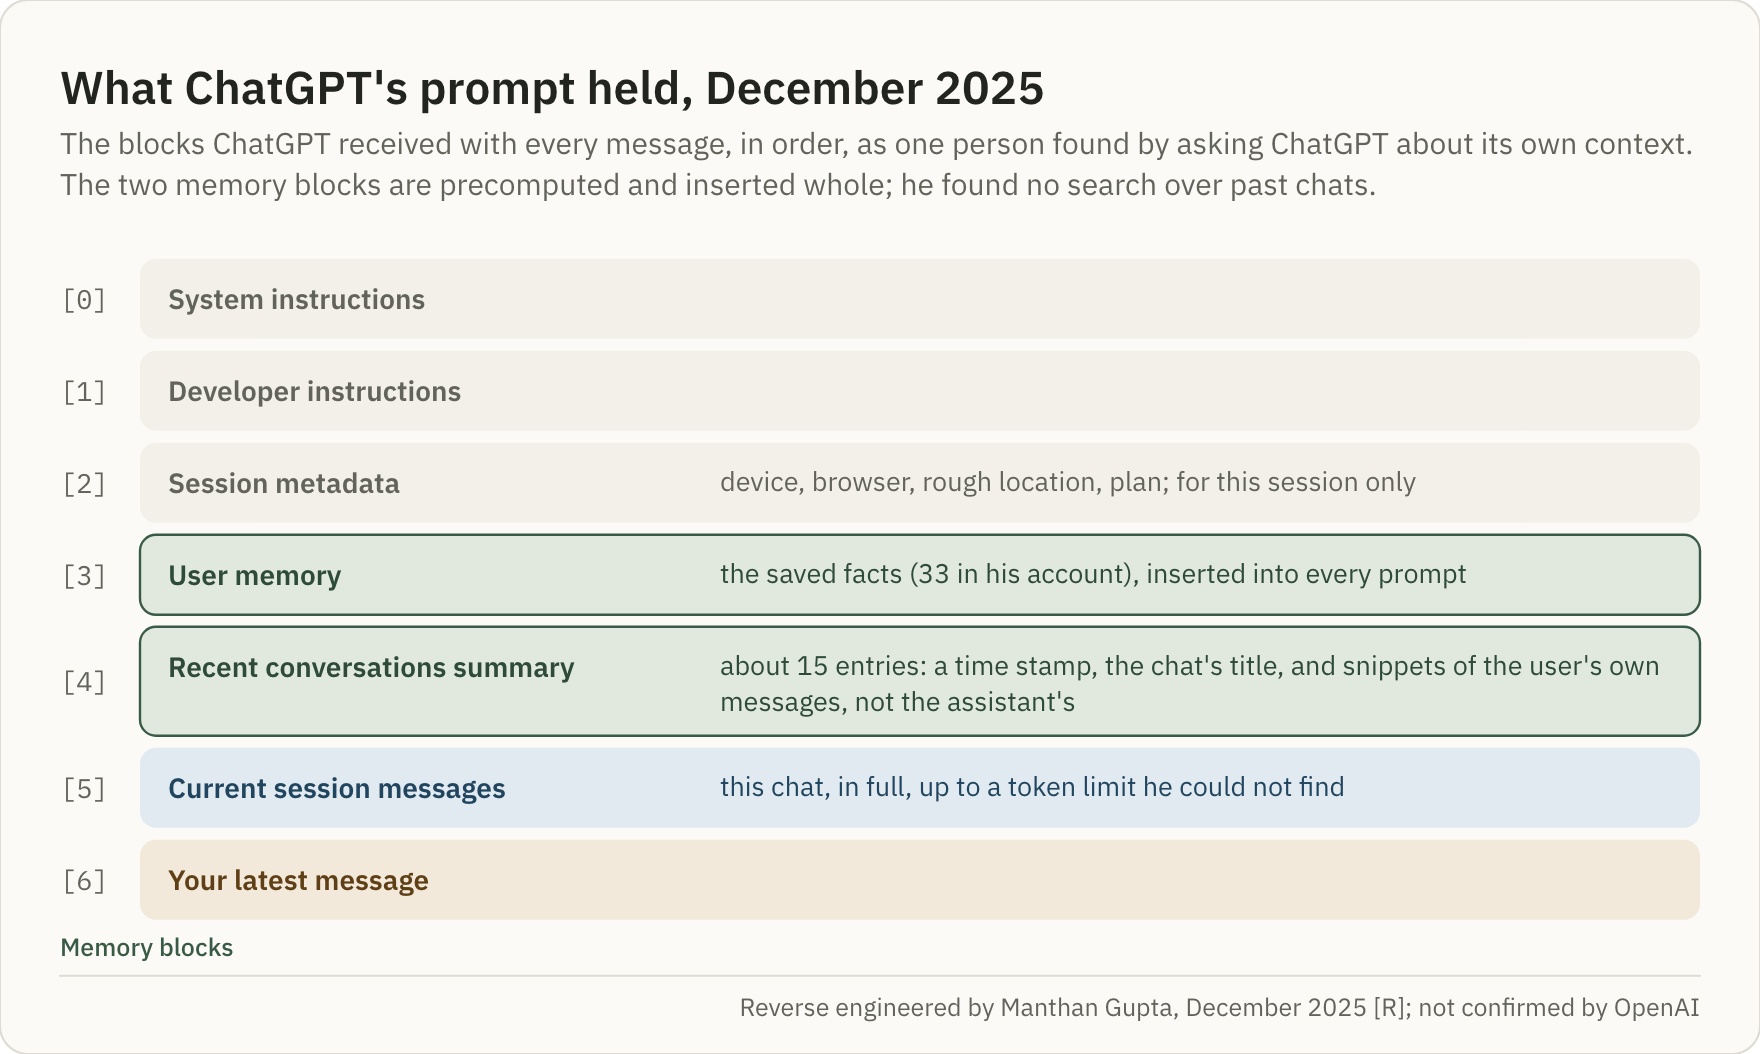 What ChatGPT's prompt held, December 2025
The blocks ChatGPT received with every message, in order, as one person found by asking ChatGPT about its own context.
The two memory blocks are precomputed and inserted whole; he found no search over past chats.
[0] System instructions
[1] Developer instructions
[2] Session metadata device, browser, rough location, plan; for this session only
[3] User memory the saved facts (33 in his account), inserted into every prompt
[4] Recent conversations summary about 15 entries: a time stamp, the chat's title, and snippets of the user's own
messages, not the assistant's
[5] Current session messages this chat, in full, up to a token limit he could not find
[6] Your latest message
Memory blocks
Reverse engineered by Manthan Gupta, December 2025 [R]; not confirmed by OpenAI